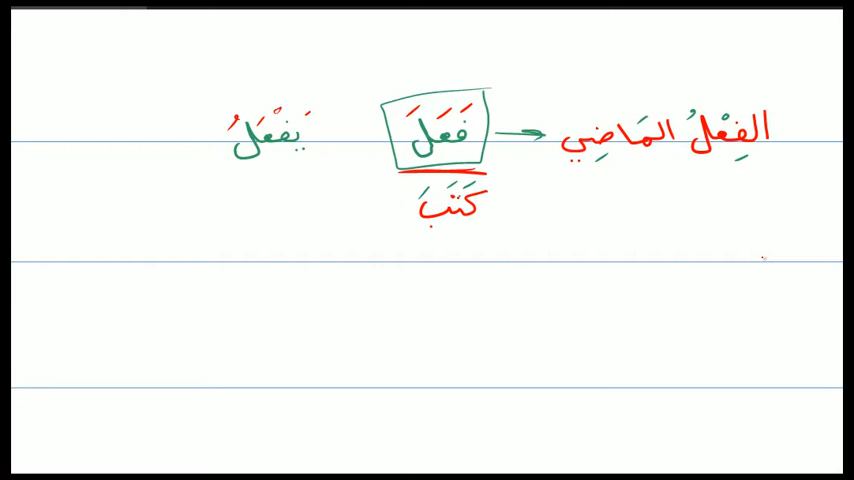 الفِعْلُ المَاضِي فَعَلَ يَفْعَلُ
كَتَبَ